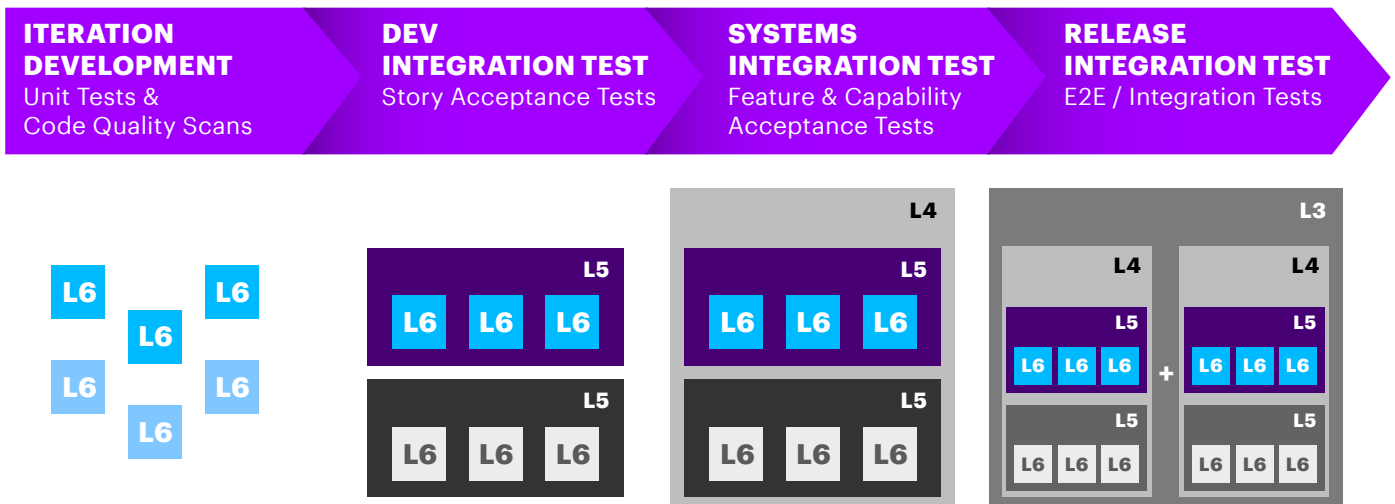 ITERATION
DEVELOPMENT
Unit Tests &
Code Quality Scans
DEV
INTEGRATION TEST
Story Acceptance Tests
SYSTEMS
INTEGRATION TEST
Feature & Capability
Acceptance Tests
RELEASE
INTEGRATION TEST
E2E / Integration Tests
L6 L6
L6
L6 L6
L6
L5
L6 L6 L6
L5
L6 L6 L6
L4
L5
L6 L6 L6
L5
L6 L6 L6
L3
L4
L5
L6 L6 L6
L5
L6 L6 L6
+
L4
L5
L6 L6 L6
L5
L6 L6 L6